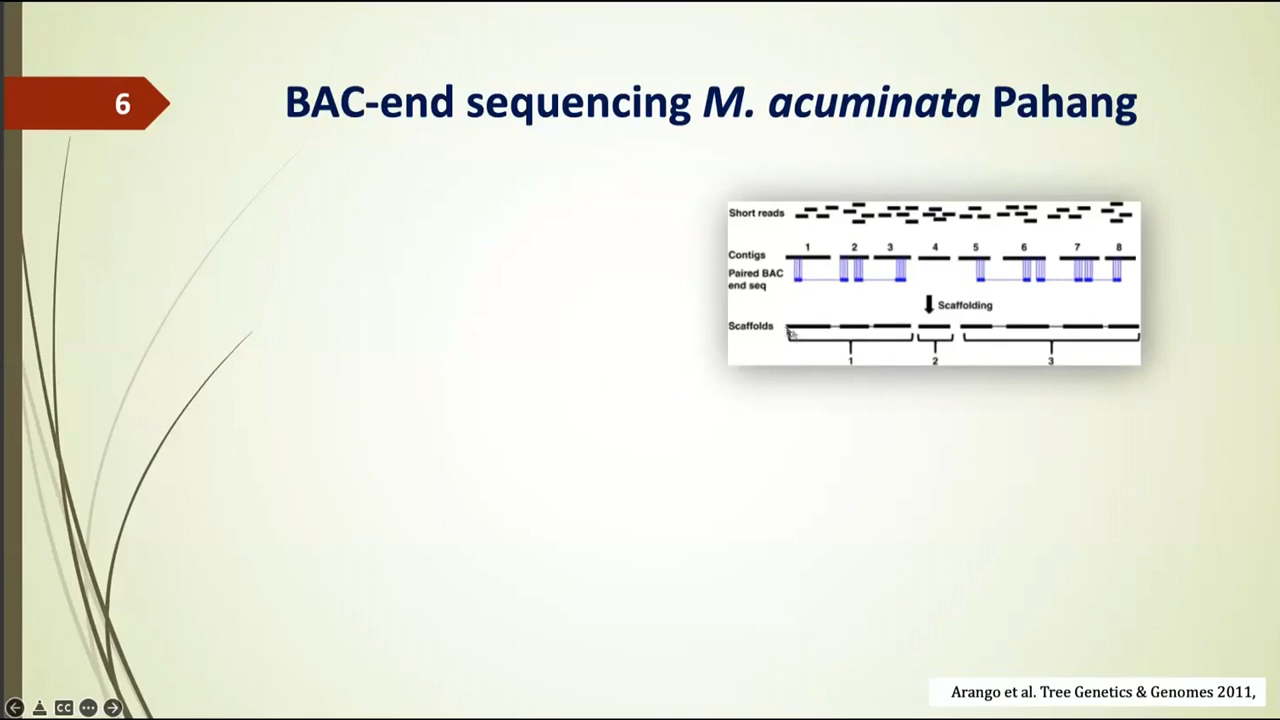 6
BAC-end sequencing M. acuminata Pahang
Short reads
1 2 3 4 5 6 7 8
Contigs
Paired BAC
end seq
Scaffolding
Scaffolds
1 2 3
CC
Arango et al. Tree Genetics & Genomes 2011,